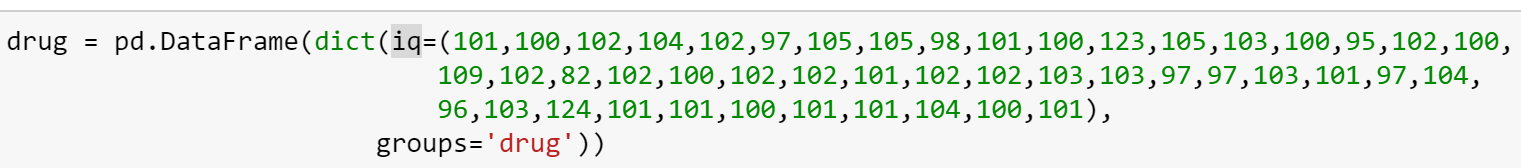 drug = pd.DataFrame(dict(iq=(101,100,102,104,102,97,105,105,98,101,100,123,105,103,100,95,102,100,
109,102,82,102,100,102,102,101,102,102,103,103,97,97,103,101,97,104,
96,103,124,101,101,100,101,101,104,100,101),
groups='drug'))